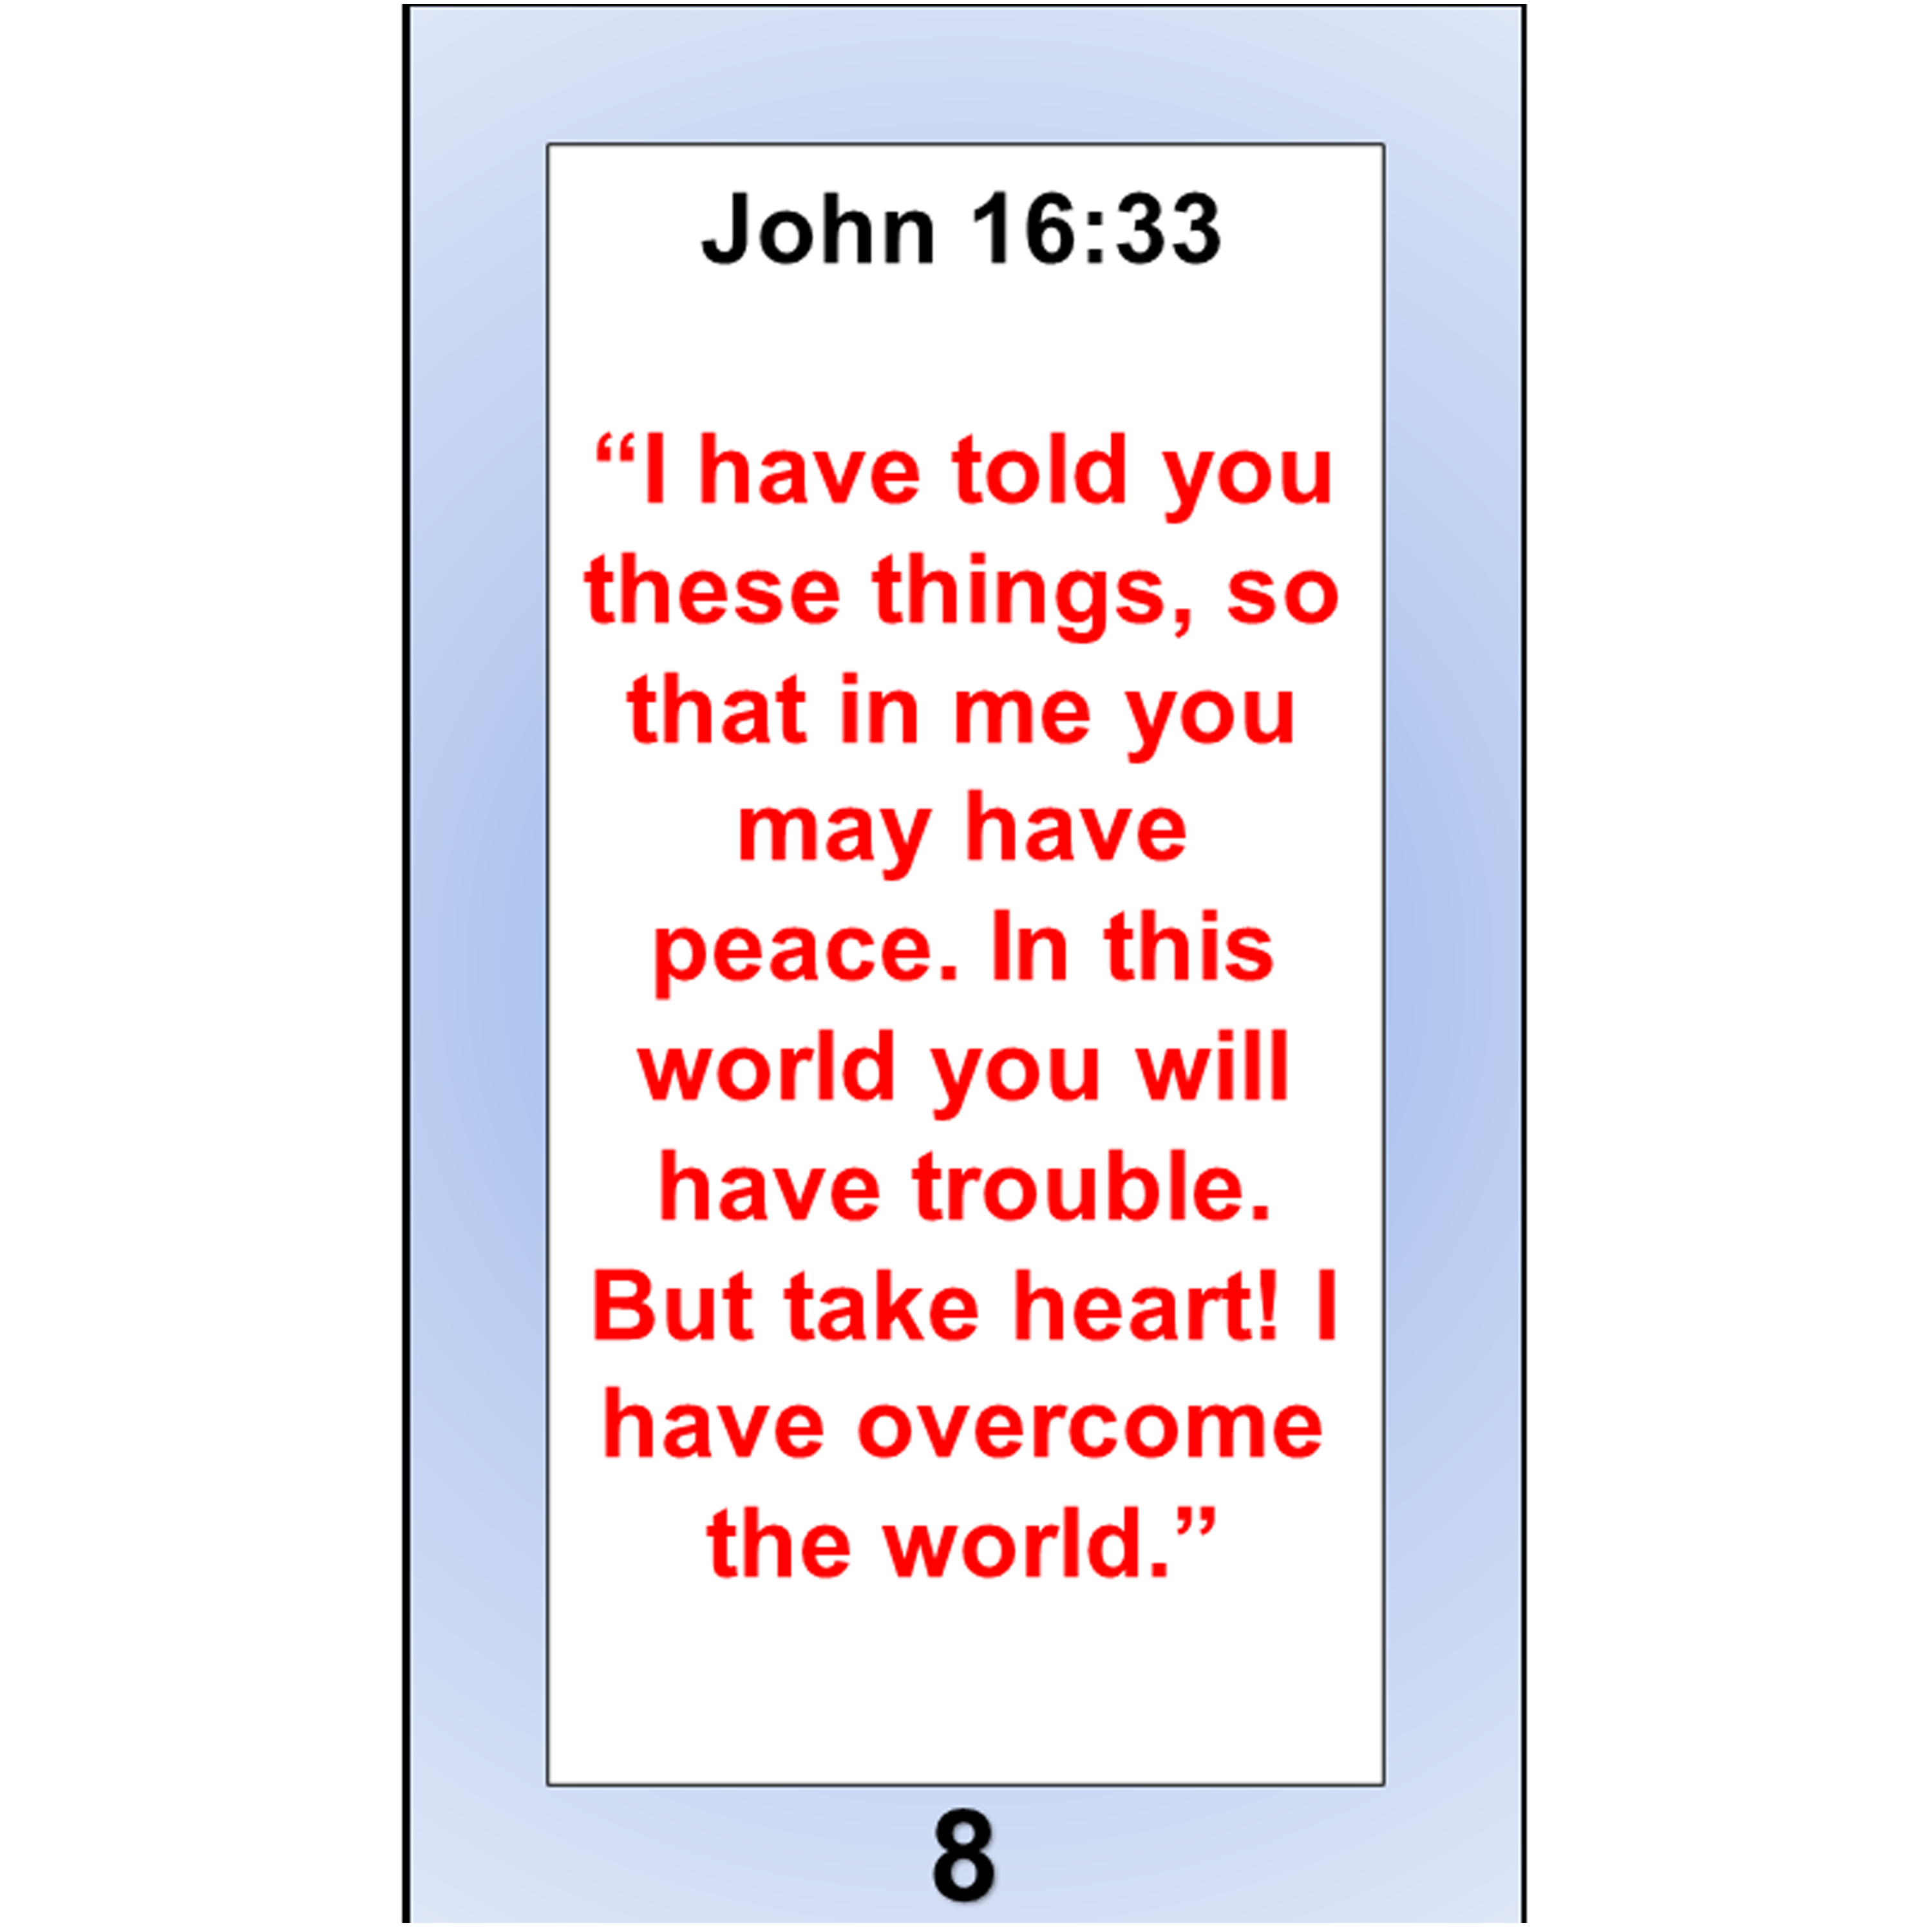 John 16:33
“I have told you
these things, so
that in me you
may have
peace. In this
world you will
have trouble.
But take heart! I
have overcome
the world.”
8